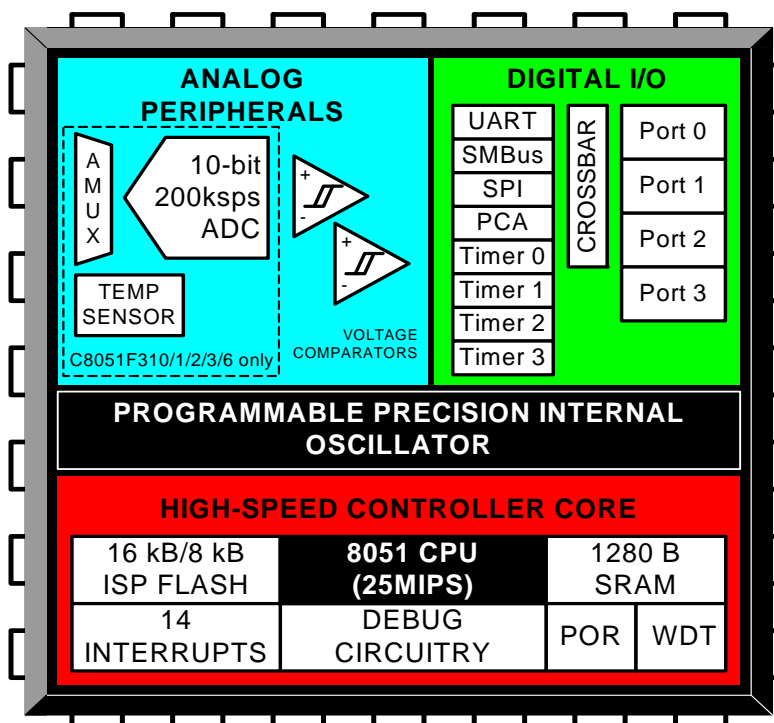 ANALOG
PERIPHERALS
A
M
U
X
10-bit
200ksps
ADC
+
-
+
-
TEMP
SENSOR
VOLTAGE
COMPARATORS
C8051F310/1/2/3/6 only
DIGITAL I/O
UART
SMBus
SPI
PCA
Timer 0
Timer 1
Timer 2
Timer 3
CROSSBAR
Port 0
Port 1
Port 2
Port 3
PROGRAMMABLE PRECISION INTERNAL
OSCILLATOR
HIGH-SPEED CONTROLLER CORE
16 kB/8 kB
ISP FLASH
8051 CPU
(25MIPS)
1280 B
SRAM
14
INTERRUPTS
DEBUG
CIRCUITRY
POR
WDT